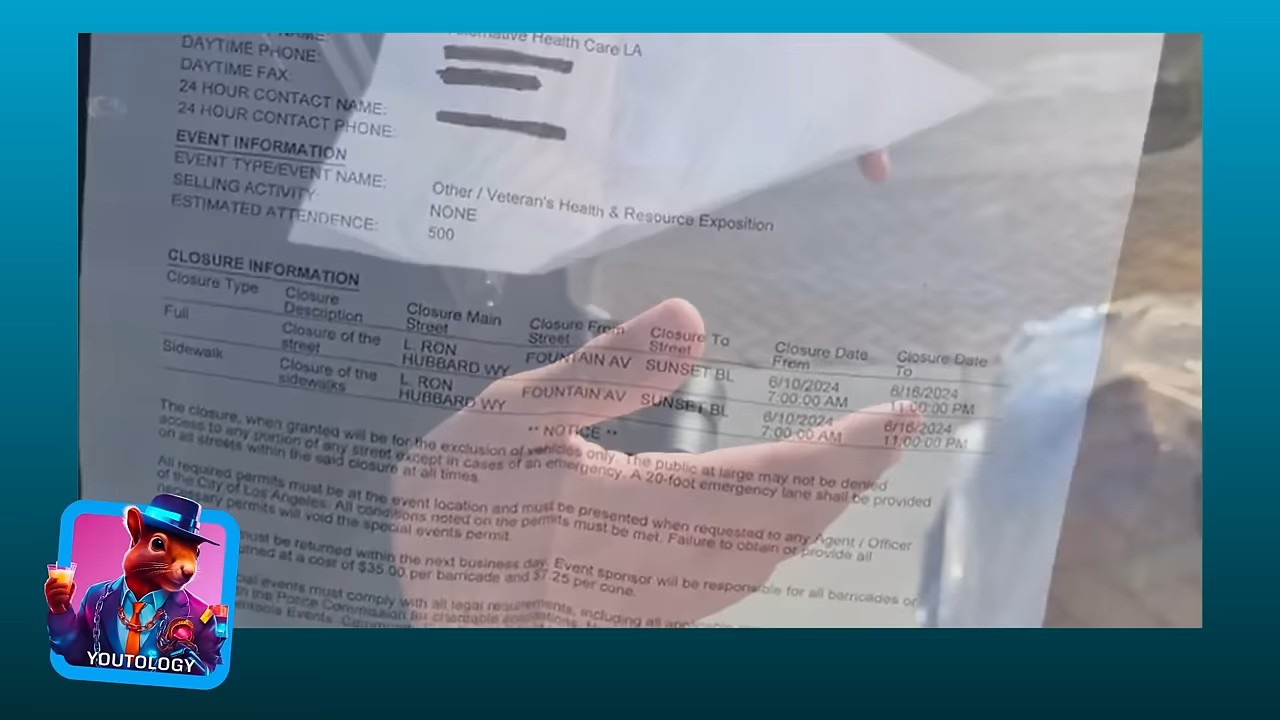 NAME:
Alternative Health Care LA
DAYTIME PHONE:
DAYTIME FAX:
24 HOUR CONTACT NAME:
24 HOUR CONTACT PHONE:
EVENT INFORMATION
EVENT TYPE/EVENT NAME: Other / Veteran's Health & Resource Exposition
SELLING ACTIVITY: NONE
ESTIMATED ATTENDENCE: 500
CLOSURE INFORMATION
Closure Type Closure Description Closure Main Street Closure From Street Closure To Street Closure Date From Closure Date To
Full Closure of the street L. RON HUBBARD WY FOUNTAIN AV SUNSET BL 6/10/2024 7:00:00 AM 6/16/2024 11:00:00 PM
Sidewalk Closure of the sidewalks L. RON HUBBARD WY FOUNTAIN AV SUNSET BL 6/10/2024 7:00:00 AM 6/16/2024 11:00:00 PM
** NOTICE **
The closure, when granted will be for the exclusion of vehicles only. The public at large may not be denied
access to any portion of any street except in cases of an emergency. A 20-foot emergency lane shall be provided
on all streets within the said closure at all times.
All required permits must be at the event location and must be presented when requested to any Agent / Officer
of the City of Los Angeles. All conditions noted on the permits must be met. Failure to obtain or provide all
necessary permits will void the special events permit.
must be returned within the next business day. Event sponsor will be responsible for all barricades or
at a cost of $35.00 per barricade and $7.25 per cone.
events must comply with all legal requirements, including all
the Police Commission for charitable
Events
YOUTOLOGY